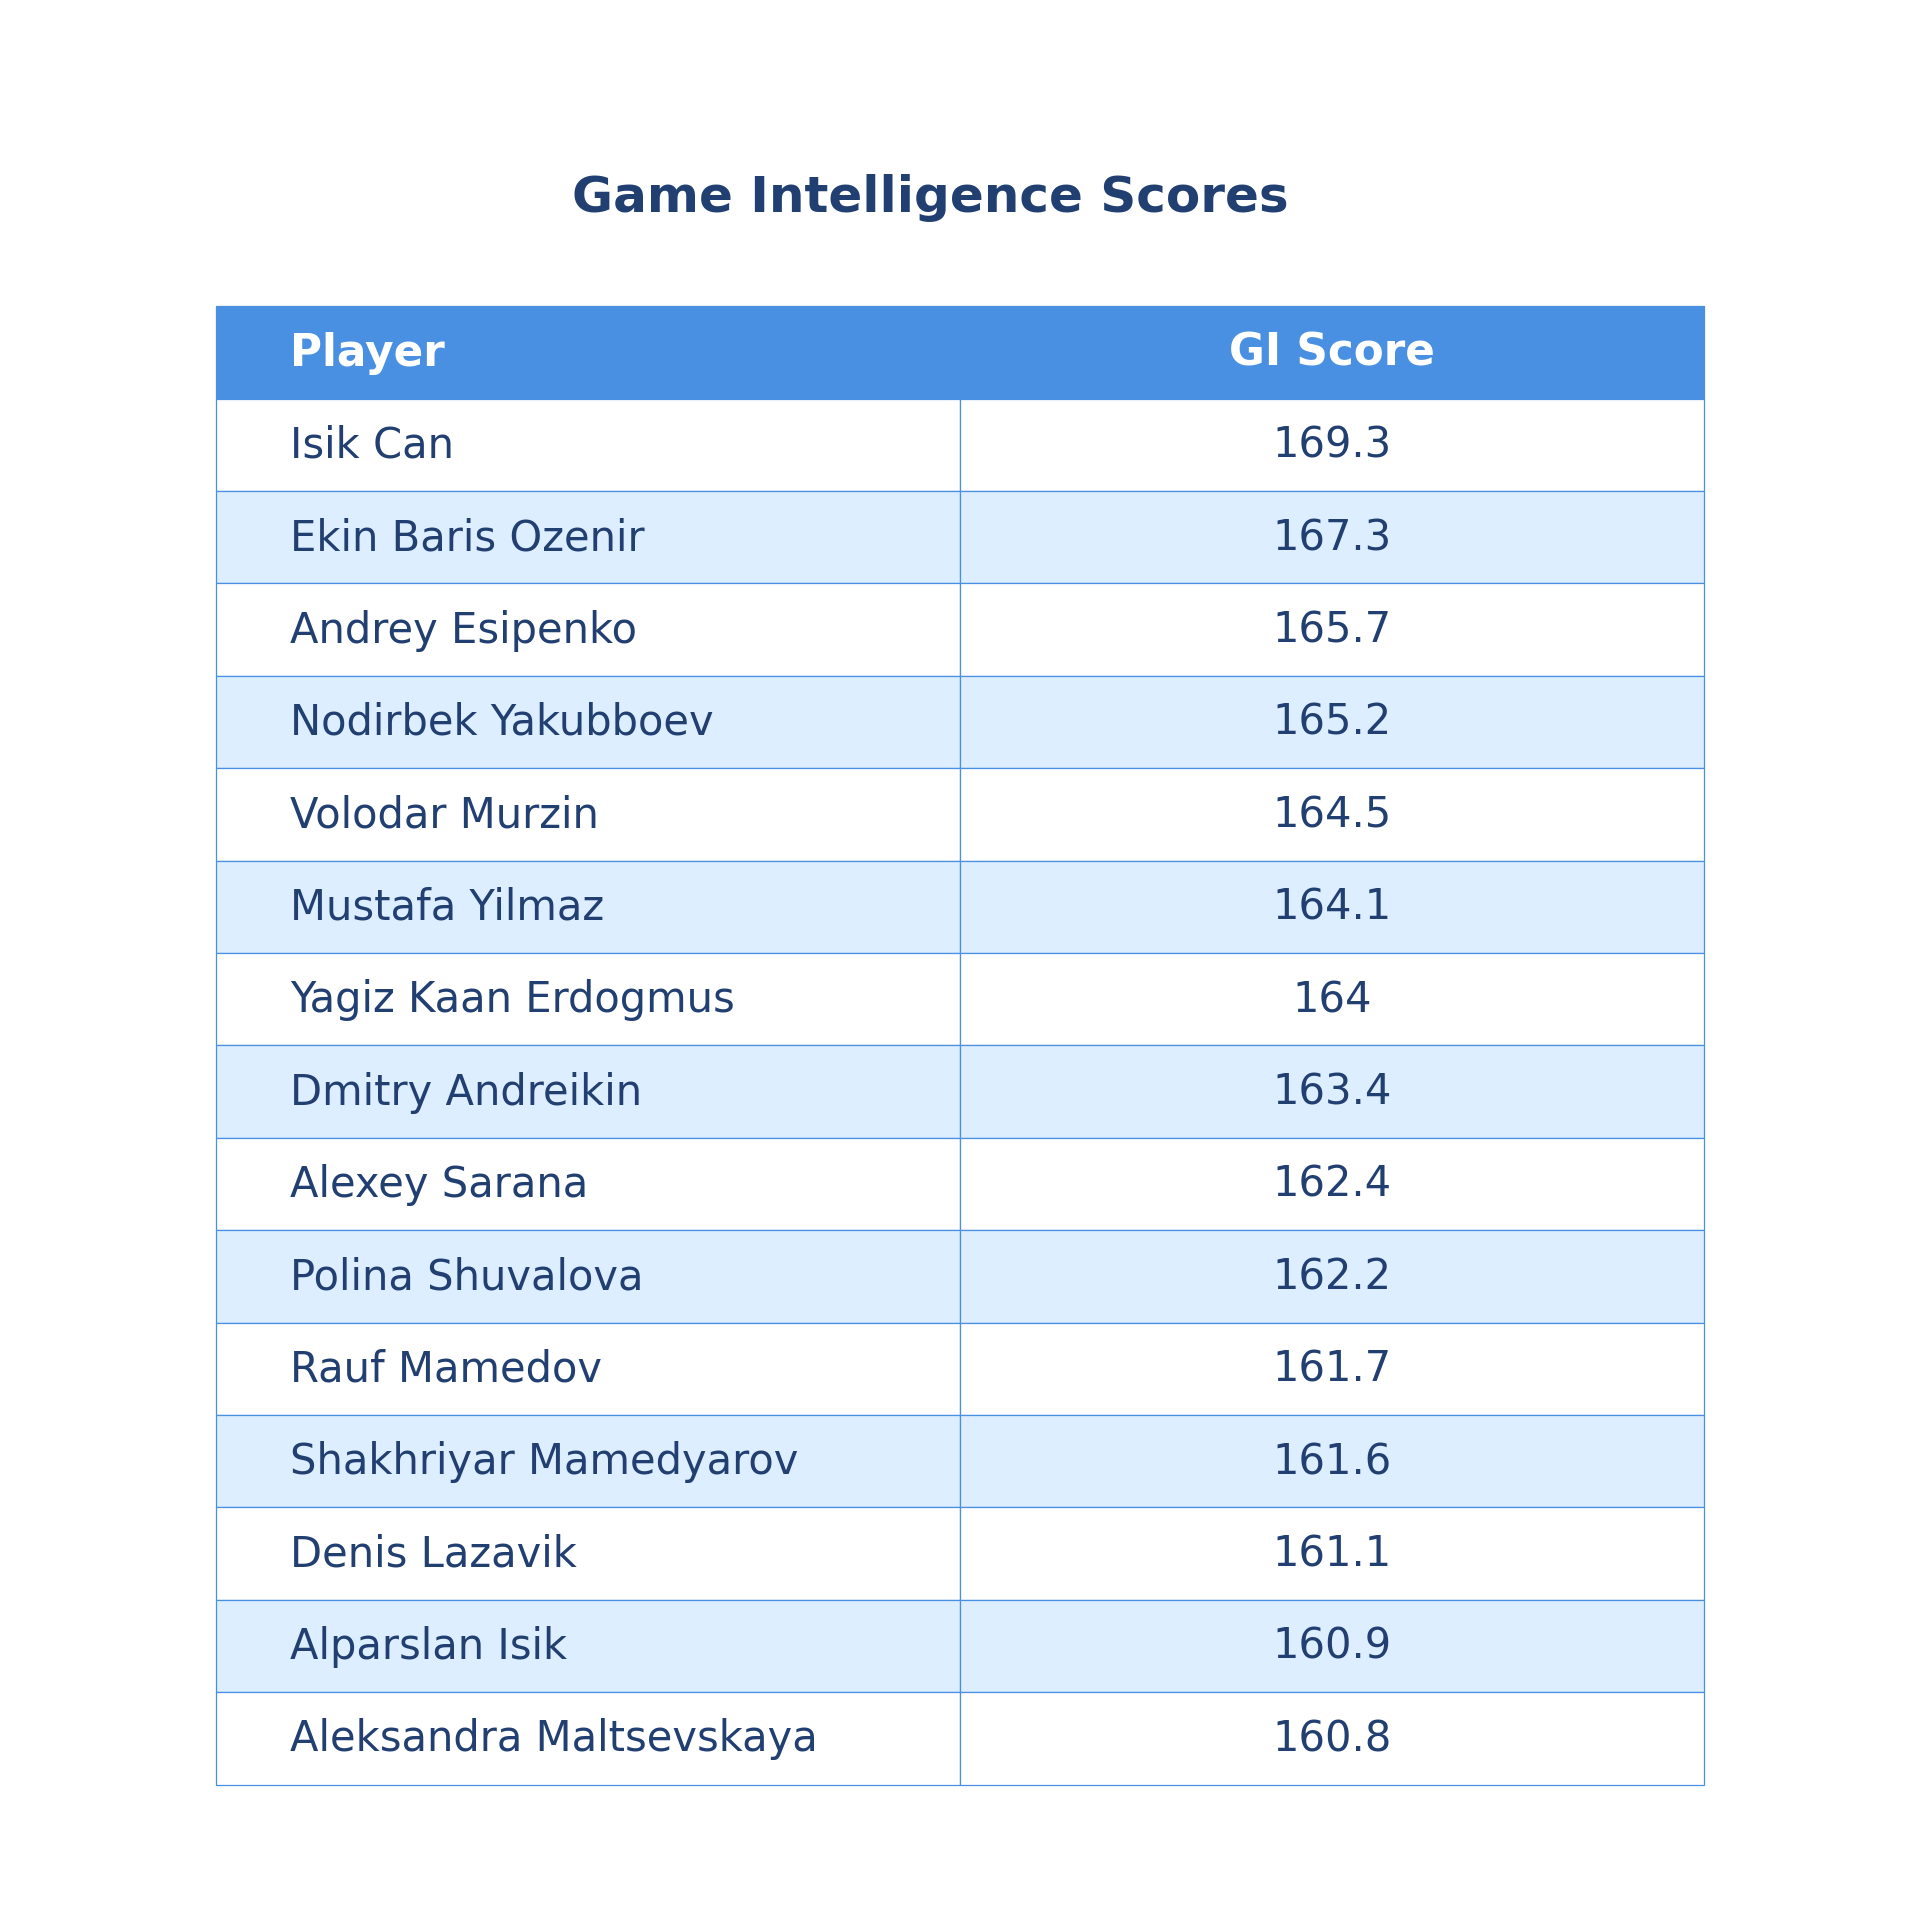 Game Intelligence Scores
Player GI Score
Isik Can 169.3
Ekin Baris Ozenir 167.3
Andrey Esipenko 165.7
Nodirbek Yakubboev 165.2
Volodar Murzin 164.5
Mustafa Yilmaz 164.1
Yagiz Kaan Erdogmus 164
Dmitry Andreikin 163.4
Alexey Sarana 162.4
Polina Shuvalova 162.2
Rauf Mamedov 161.7
Shakhriyar Mamedyarov 161.6
Denis Lazavik 161.1
Alparslan Isik 160.9
Aleksandra Maltsevskaya 160.8